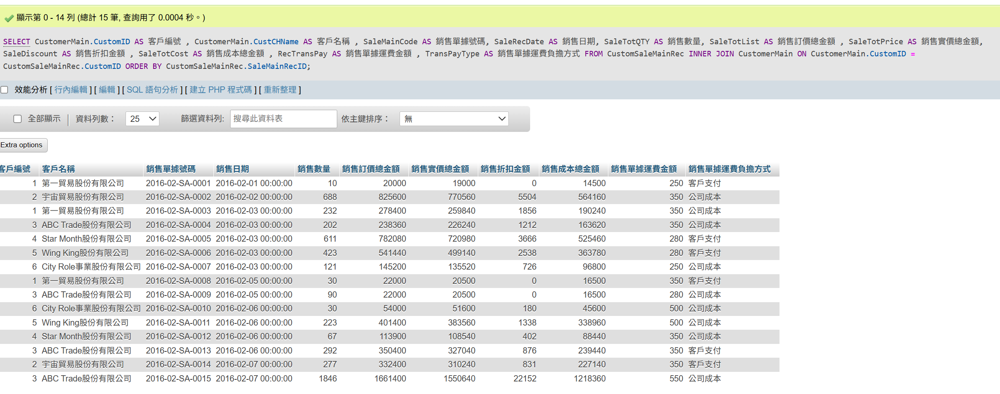 顯示第 0 - 14 列 (總計 15 筆, 查詢用了 0.0004 秒。)
SELECT CustomerMain.CustomID AS 客戶編號 , CustomerMain.CustCHName AS 客戶名稱 , SaleMainCode AS 銷售單據號碼, SaleRecDate AS 銷售日期, SaleTotQTY AS 銷售數量, SaleTotList AS 銷售訂價總金額 , SaleTotPrice AS 銷售實價總金額,
SaleDiscount AS 銷售折扣金額 , SaleTotCost AS 銷售成本總金額 , RecTransPay AS 銷售單據運費金額 , TransPayType AS 銷售單據運費負擔方式 FROM CustomSaleMainRec INNER JOIN CustomerMain ON CustomerMain.CustomID =
CustomSaleMainRec.CustomID ORDER BY CustomSaleMainRec.SaleMainRecID;
效能分析 [ 行內編輯 ] [ 編輯 ] [ SQL 語句分析 ] [ 建立 PHP 程式碼 ] [ 重新整理 ]
全部顯示 資料列數： 25 篩選資料列: 搜尋此資料表 依主鍵排序： 無
Extra options
客戶編號 客戶名稱 銷售單據號碼 銷售日期 銷售數量 銷售訂價總金額 銷售實價總金額 銷售折扣金額 銷售成本總金額 銷售單據運費金額 銷售單據運費負擔方式
1 第一貿易股份有限公司 2016-02-SA-0001 2016-02-01 00:00:00 10 20000 19000 0 14500 250 客戶支付
2 宇宙貿易股份有限公司 2016-02-SA-0002 2016-02-02 00:00:00 688 825600 770560 5504 564160 350 公司成本
1 第一貿易股份有限公司 2016-02-SA-0003 2016-02-03 00:00:00 232 278400 259840 1856 190240 350 公司成本
3 ABC Trade股份有限公司 2016-02-SA-0004 2016-02-03 00:00:00 202 238360 226240 1212 163620 350 公司成本
4 Star Month股份有限公司 2016-02-SA-0005 2016-02-03 00:00:00 611 782080 720980 3666 525460 280 客戶支付
5 Wing King股份有限公司 2016-02-SA-0006 2016-02-03 00:00:00 423 541440 499140 2538 363780 280 客戶支付
6 City Role事業股份有限公司 2016-02-SA-0007 2016-02-03 00:00:00 121 145200 135520 726 96800 250 公司成本
1 第一貿易股份有限公司 2016-02-SA-0008 2016-02-05 00:00:00 30 22000 20500 0 16500 350 客戶支付
3 ABC Trade股份有限公司 2016-02-SA-0009 2016-02-05 00:00:00 90 22000 20500 0 16500 280 公司成本
6 City Role事業股份有限公司 2016-02-SA-0010 2016-02-06 00:00:00 30 54000 51600 180 45600 500 公司成本
5 Wing King股份有限公司 2016-02-SA-0011 2016-02-06 00:00:00 223 401400 383560 1338 338960 500 公司成本
4 Star Month股份有限公司 2016-02-SA-0012 2016-02-06 00:00:00 67 113900 108540 402 88440 350 公司成本
3 ABC Trade股份有限公司 2016-02-SA-0013 2016-02-06 00:00:00 292 350400 327040 876 239440 350 客戶支付
2 宇宙貿易股份有限公司 2016-02-SA-0014 2016-02-07 00:00:00 277 332400 310240 831 227140 350 客戶支付
3 ABC Trade股份有限公司 2016-02-SA-0015 2016-02-07 00:00:00 1846 1661400 1550640 22152 1218360 550 公司成本